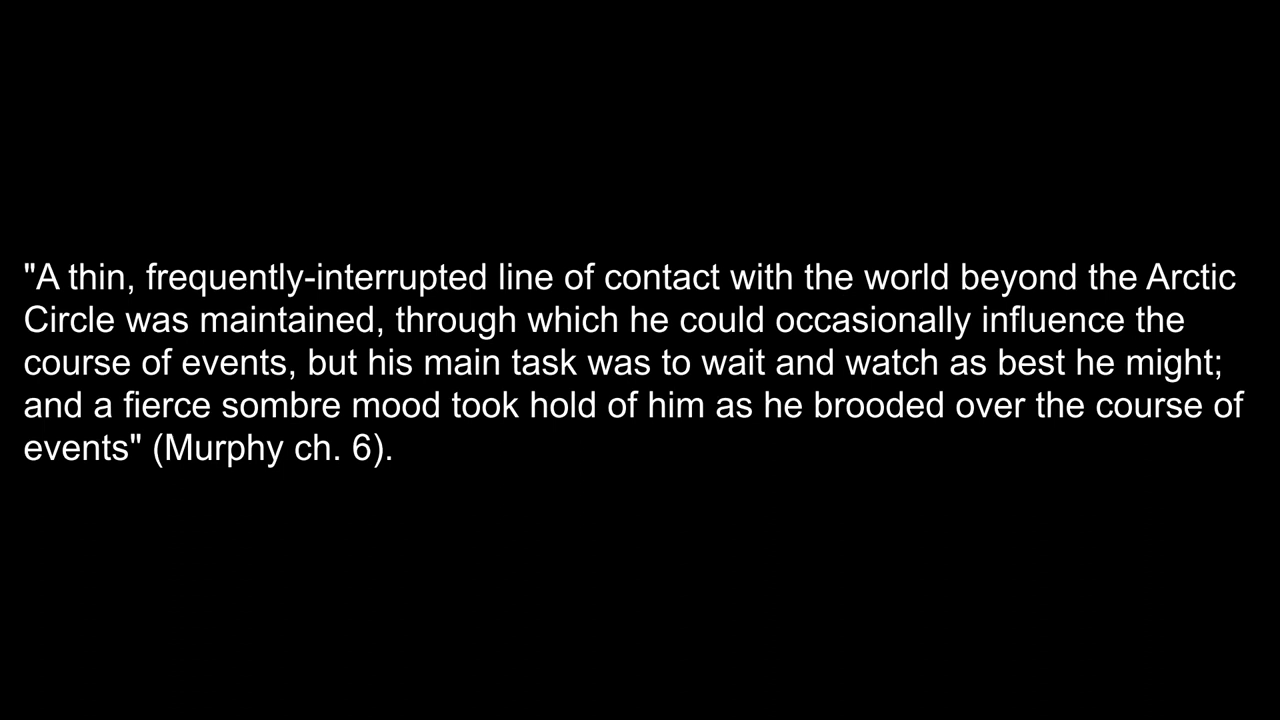 "A thin, frequently-interrupted line of contact with the world beyond the Arctic
Circle was maintained, through which he could occasionally influence the
course of events, but his main task was to wait and watch as best he might;
and a fierce sombre mood took hold of him as he brooded over the course of
events" (Murphy ch. 6).